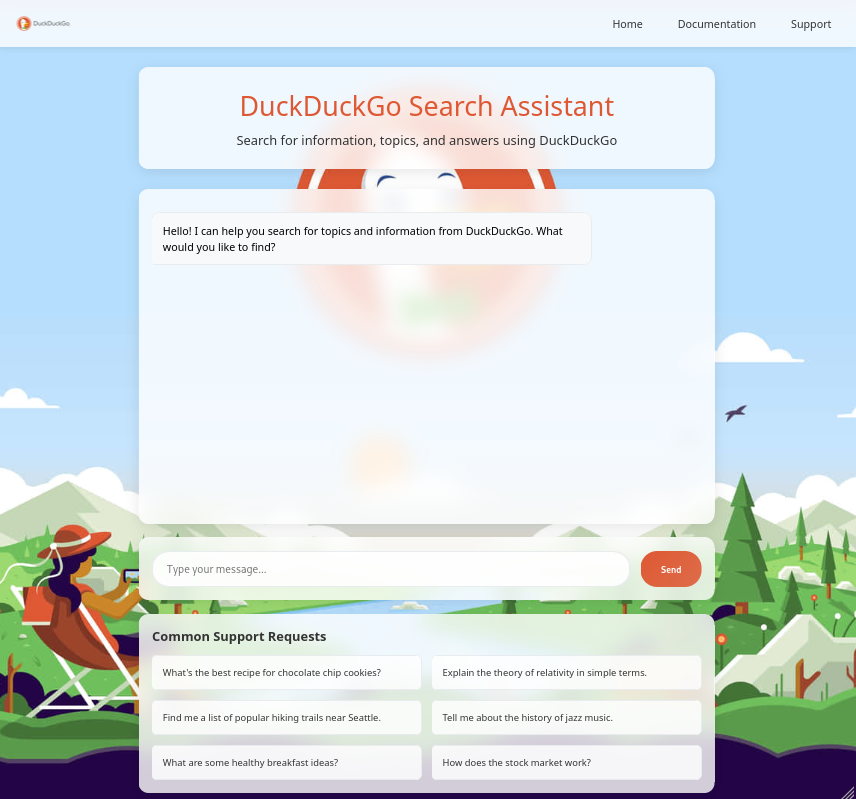 DuckDuckGo
Home
Documentation
Support
DuckDuckGo Search Assistant
Search for information, topics, and answers using DuckDuckGo
Hello! I can help you search for topics and information from DuckDuckGo. What
would you like to find?
Type your message...
Send
Common Support Requests
What's the best recipe for chocolate chip cookies?
Explain the theory of relativity in simple terms.
Find me a list of popular hiking trails near Seattle.
Tell me about the history of jazz music.
What are some healthy breakfast ideas?
How does the stock market work?